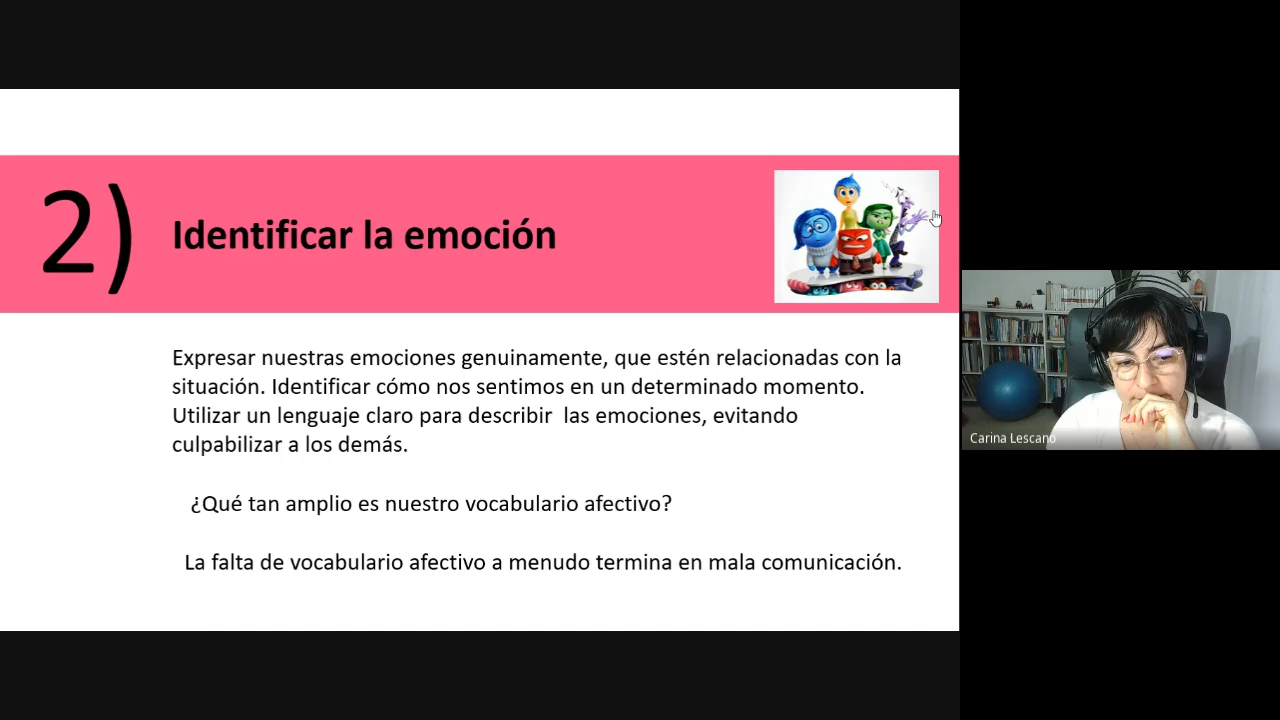 2)
Identificar la emoción
Expresar nuestras emociones genuinamente, que estén relacionadas con la
situación. Identificar cómo nos sentimos en un determinado momento.
Utilizar un lenguaje claro para describir  las emociones, evitando
culpabilizar a los demás.
¿Qué tan amplio es nuestro vocabulario afectivo?
La falta de vocabulario afectivo a menudo termina en mala comunicación.
Carina Lescano